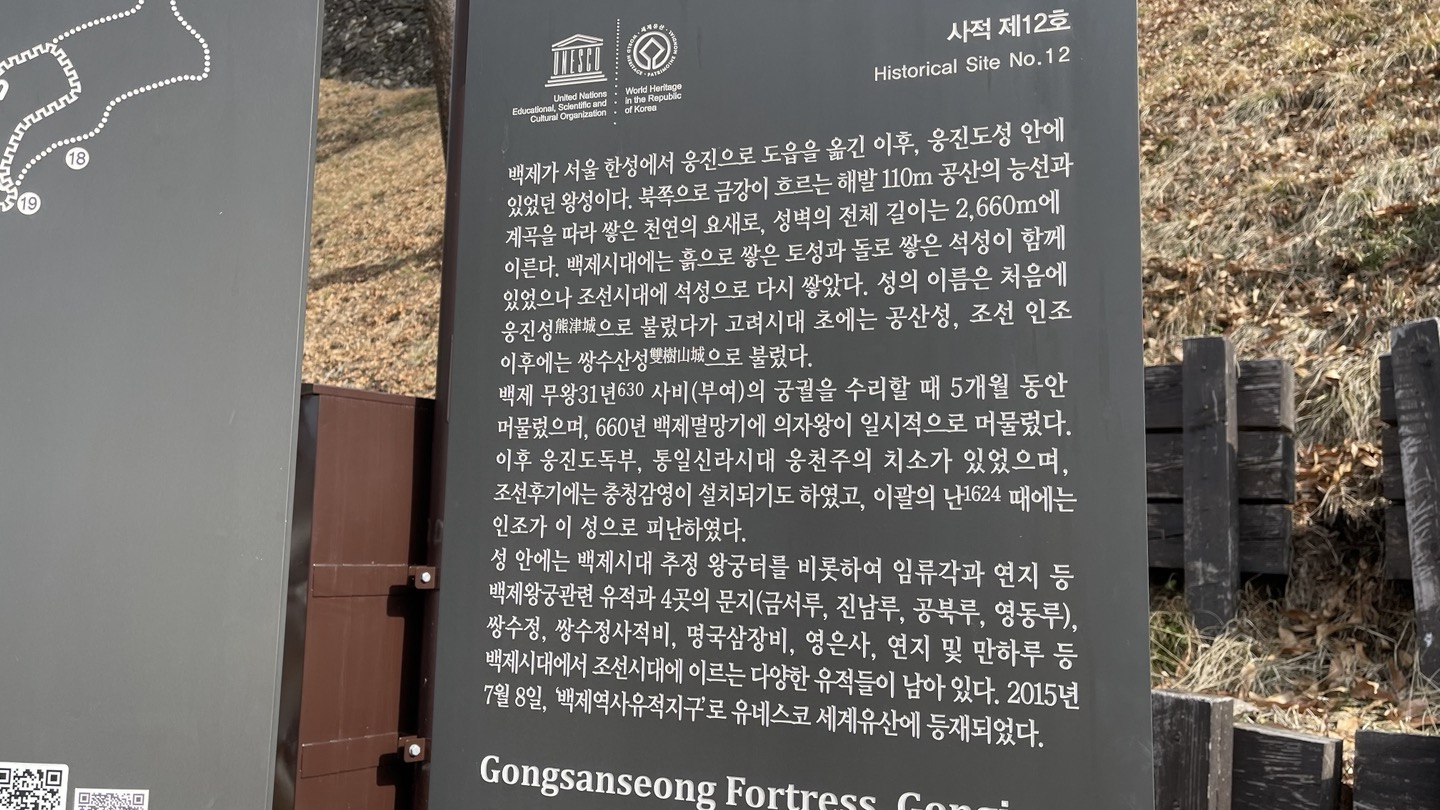 18
19
UNESCO
United Nations
Educational, Scientific and
Cultural Organization
World Heritage
in the Republic
of Korea
사적 제12호
Historical Site No.12
백제가 서울 한성에서 웅진으로 도읍을 옮긴 이후, 웅진도성 안에
있었던 왕성이다. 북쪽으로 금강이 흐르는 해발 110m 공산의 능선과
계곡을 따라 쌓은 천연의 요새로, 성벽의 전체 길이는 2,660m에
이른다. 백제시대에는 흙으로 쌓은 토성과 돌로 쌓은 석성이 함께
있었으나 조선시대에 석성으로 다시 쌓았다. 성의 이름은 처음에
웅진성熊津城으로 불렸다가 고려시대 초에는 공산성, 조선 인조
이후에는 쌍수산성雙樹山城으로 불렀다.
백제 무왕31년630 사비(부여)의 궁궐을 수리할 때 5개월 동안
머물렀으며, 660년 백제멸망기에 의자왕이 일시적으로 머물렀다.
이후 웅진도독부, 통일신라시대 웅천주의 치소가 있었으며,
조선후기에는 충청감영이 설치되기도 하였고, 이괄의 난1624 때에는
인조가 이 성으로 피난하였다.
성 안에는 백제시대 추정 왕궁터를 비롯하여 임류각과 연지 등
백제왕궁관련 유적과 4곳의 문지(금서루, 진남루, 공북루, 영동루),
쌍수정, 쌍수정사적비, 명국삼장비, 영은사, 연지 및 만하루 등
백제시대에서 조선시대에 이르는 다양한 유적들이 남아 있다. 2015년
7월 8일, '백제역사유적지구'로 유네스코 세계유산에 등재되었다.
Gongsanseong Fortress,